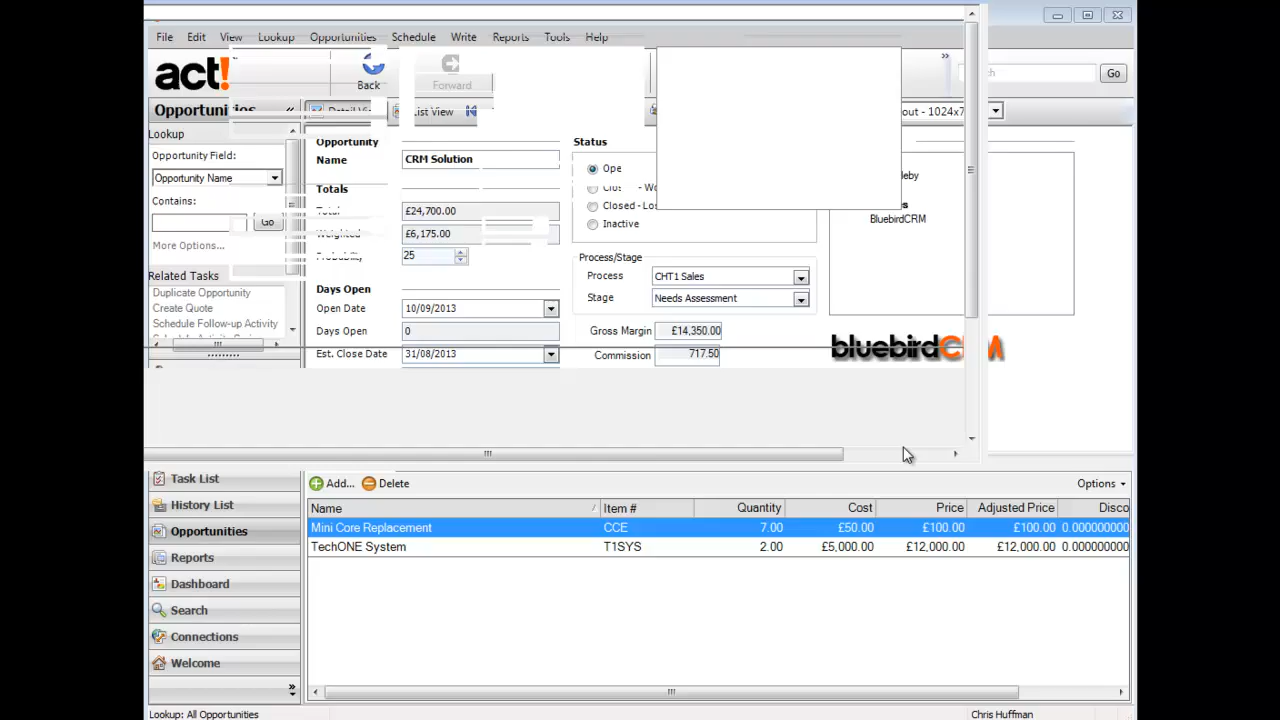 File Edit View Lookup Opportunities Schedule Write Reports Tools Help
act!
Back
Forward
Go
Opportunities
List View
out - 1024x7
Lookup
Opportunity Field:
Opportunity Name
Contains:
Go
More Options...
Related Tasks
Duplicate Opportunity
Create Quote
Schedule Follow-up Activity
Opportunity
Name CRM Solution
Totals
Total £24,700.00
Weighted £6,175.00
Probability 25
Days Open
Open Date 10/09/2013
Days Open 0
Est. Close Date 31/08/2013
Status
Ope
Closed - Los
Inactive
Process/Stage
Process CHT1 Sales
Stage Needs Assessment
Gross Margin £14,350.00
Commission 717.50
leby
s
BluebirdCRM
bluebirdCRM
Task List
History List
Opportunities
Reports
Dashboard
Search
Connections
Welcome
Add... Delete Options
Name Item # Quantity Cost Price Adjusted Price Disco
Mini Core Replacement CCE 7.00 £50.00 £100.00 £100.00 0.000000000
TechONE System T1SYS 2.00 £5,000.00 £12,000.00 £12,000.00 0.000000000
Lookup: All Opportunities Chris Huffman